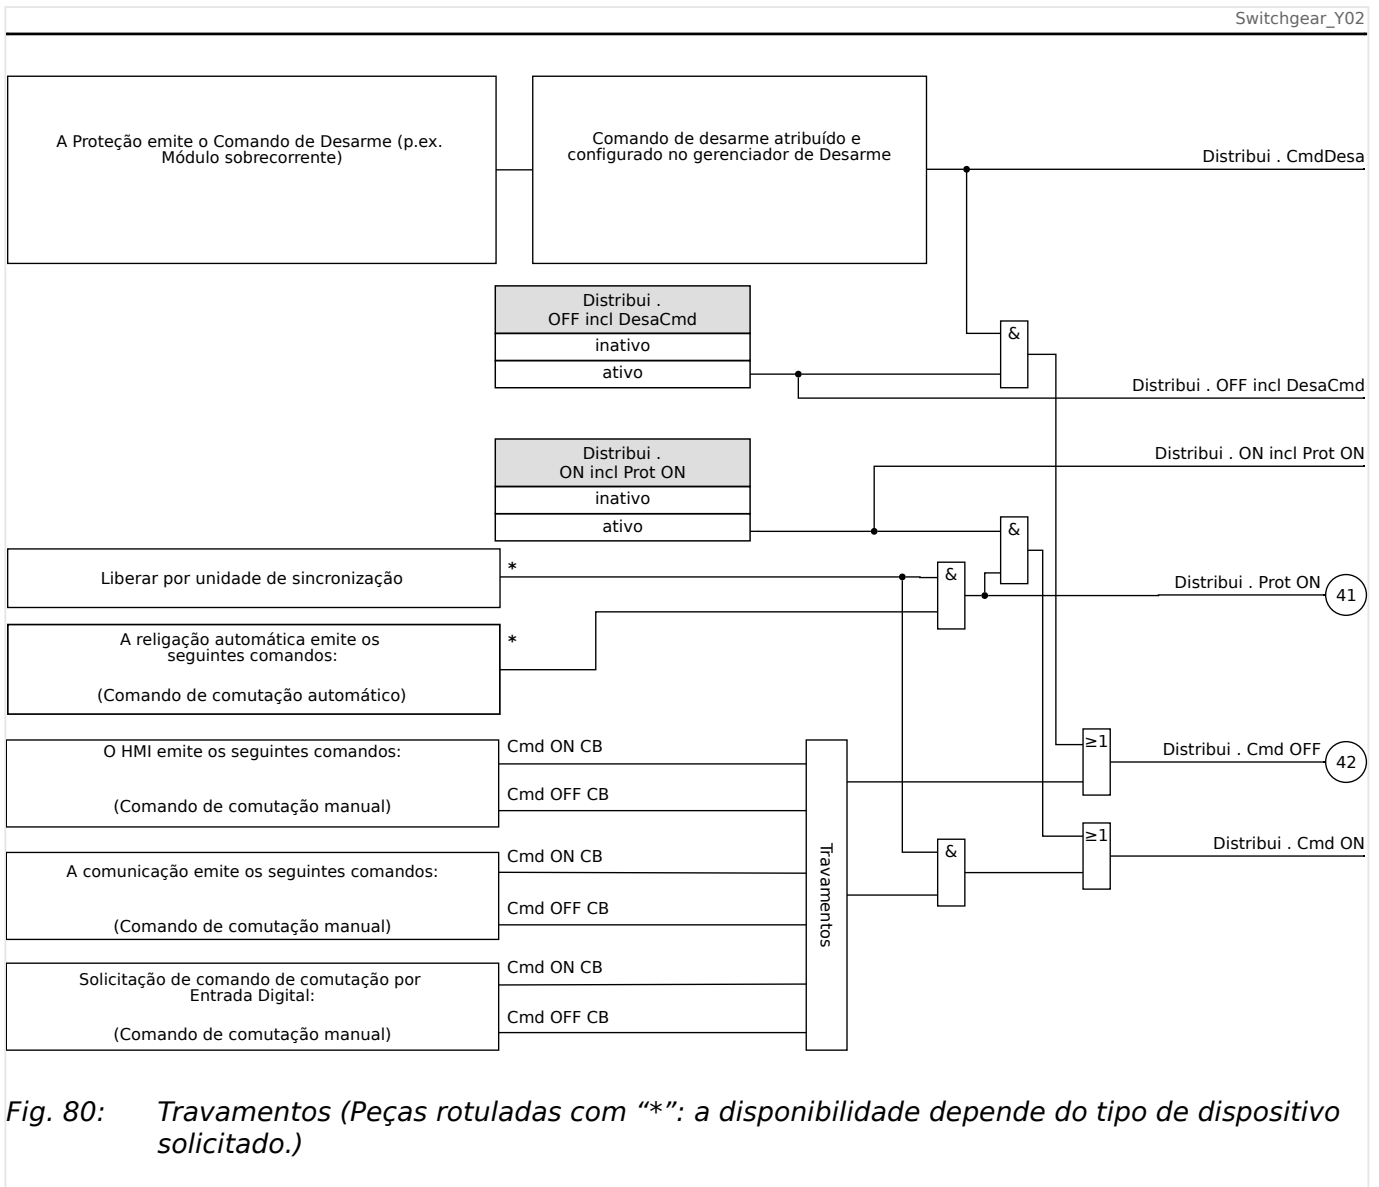 Switchgear_Y02
A Proteção emite o Comando de Desarme (p.ex.
Módulo sobrecorrente)
Comando de desarme atribuído e
configurado no gerenciador de Desarme
Distribui . CmdDesa
Distribui .
OFF incl DesaCmd
inativo
ativo
&
Distribui . OFF incl DesaCmd
Distribui .
ON incl Prot ON
inativo
ativo
Distribui . ON incl Prot ON
&
Liberar por unidade de sincronização
*
&
Distribui . Prot ON
41
A religação automática emite os
seguintes comandos:
(Comando de comutação automático)
*
O HMI emite os seguintes comandos:
(Comando de comutação manual)
Cmd ON CB
Cmd OFF CB
≥1
Distribui . Cmd OFF
42
A comunicação emite os seguintes comandos:
(Comando de comutação manual)
Cmd ON CB
Cmd OFF CB
Travamentos
&
≥1
Distribui . Cmd ON
Solicitação de comando de comutação por
Entrada Digital:
(Comando de comutação manual)
Cmd ON CB
Cmd OFF CB
Fig. 80: Travamentos (Peças rotuladas com “*”: a disponibilidade depende do tipo de dispositivo
solicitado.)